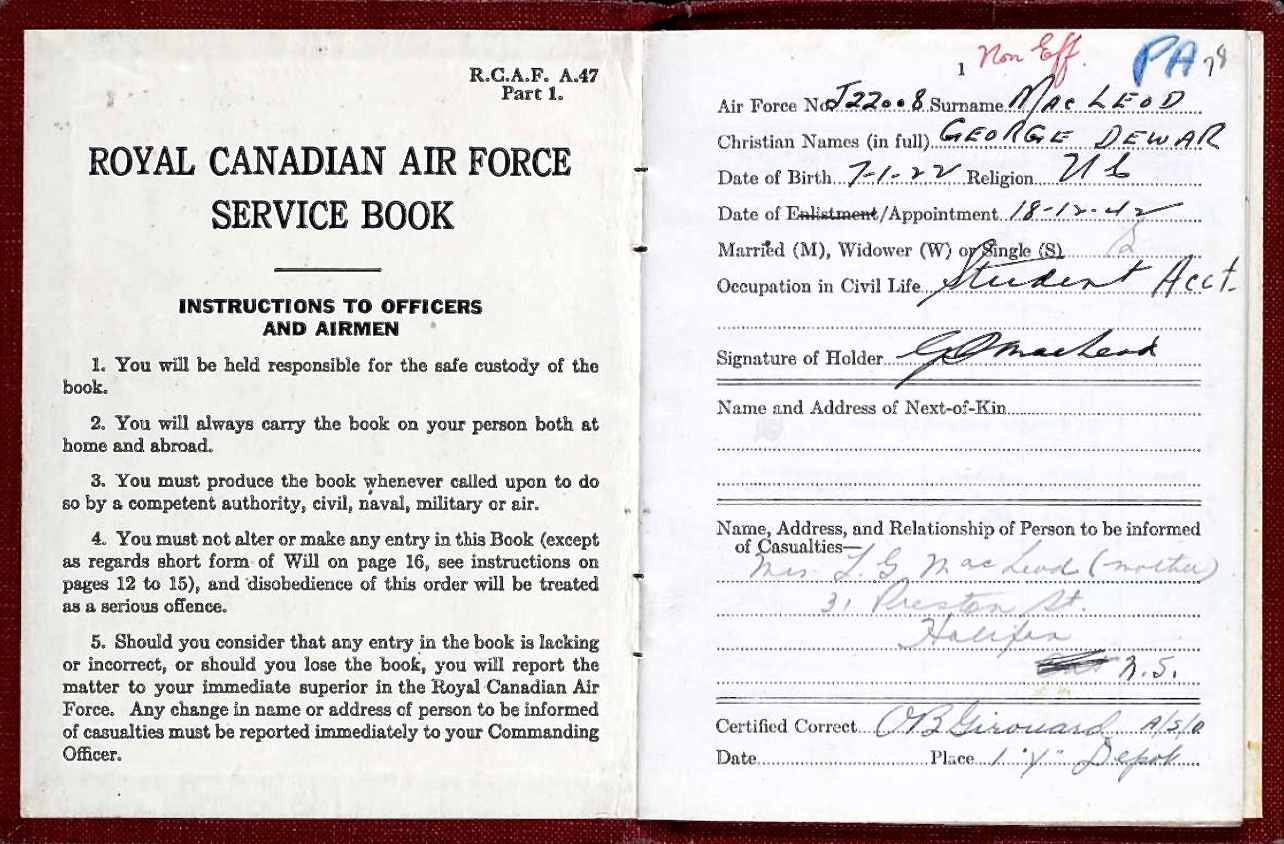 R.C.A.F. A.47
Part 1.
ROYAL CANADIAN AIR FORCE
SERVICE BOOK
INSTRUCTIONS TO OFFICERS
AND AIRMEN
1. You will be held responsible for the safe custody of the
book.
2. You will always carry the book on your person both at
home and abroad.
3. You must produce the book whenever called upon to do
so by a competent authority, civil, naval, military or air.
4. You must not alter or make any entry in this Book (except
as regards short form of Will on page 16, see instructions on
pages 12 to 15), and disobedience of this order will be treated
as a serious offence.
5. Should you consider that any entry in the book is lacking
or incorrect, or should you lose the book, you will report the
matter to your immediate superior in the Royal Canadian Air
Force. Any change in name or address of person to be informed
of casualties must be reported immediately to your Commanding
Officer.
1 Non Eff. PA 78
Air Force No. J22008 Surname MacLEOD
Christian Names (in full) GEORGE DEWAR
Date of Birth 7-1-22 Religion UC
Date of Enlistment/Appointment 18-12-42
Married (M), Widower (W) or Single (S) S
Occupation in Civil Life Student Acct.
Signature of Holder GDMacLeod
Name and Address of Next-of-Kin
Name, Address, and Relationship of Person to be informed
of Casualties—
Mrs. L. G. MacLeod (mother)
31 Preston St.
Halifax
N.S.
Certified Correct OB Girouard A/S/O
Date Place 1 "Y" Depot